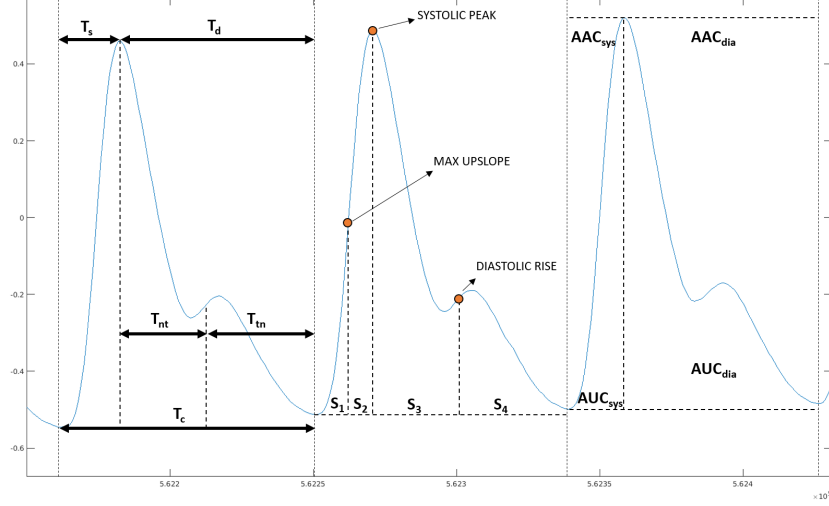 SYSTOLIC PEAK
Ts
Td
AACsys
AACdia
0.4
0.2
MAX UPSLOPE
0
DIASTOLIC RISE
-0.2
Tnt
Ttn
-0.4
AUCdia
Tc
S1
S2
S3
S4
AUCsys
-0.6
5.622
5.6225
5.623
5.6235
5.624